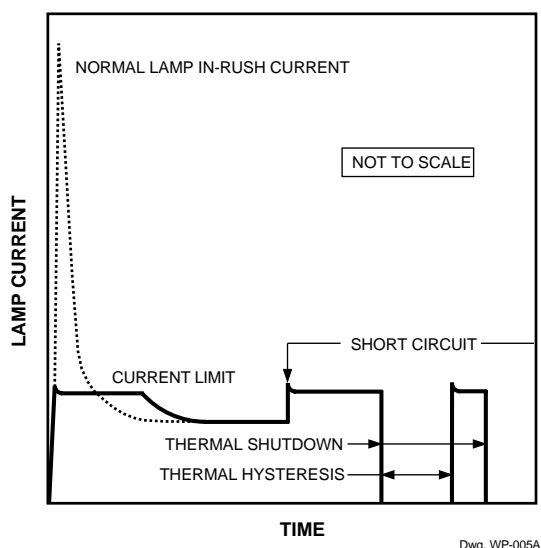 NORMAL LAMP IN-RUSH CURRENT
NOT TO SCALE
LAMP CURRENT
SHORT CIRCUIT
CURRENT LIMIT
THERMAL SHUTDOWN
THERMAL HYSTERESIS
TIME
Dwg. WP-005A